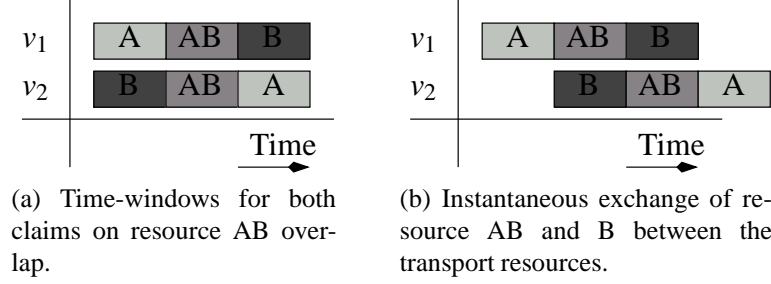 v1 A AB B
v2 B AB A
Time
(a) Time-windows for both
claims on resource AB over-
lap.
v1 A AB B
v2 B AB A
Time
(b) Instantaneous exchange of re-
source AB and B between the
transport resources.